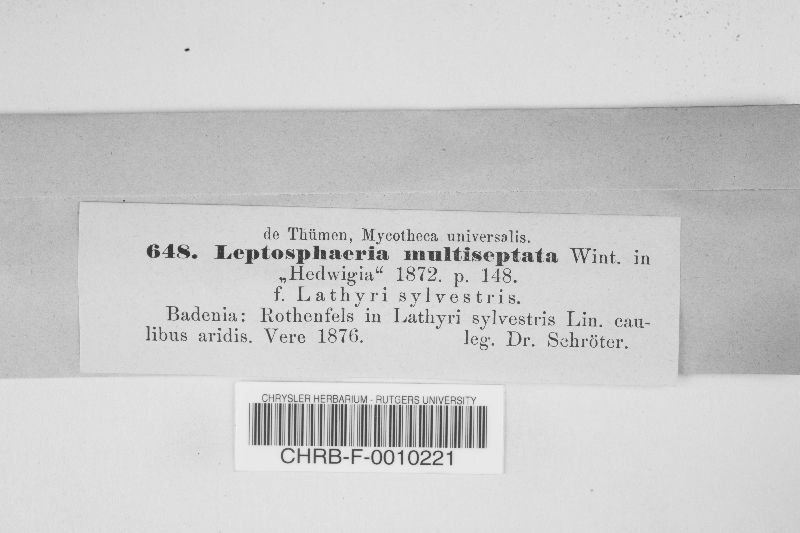 de Thümen, Mycotheca universalis.
648. Leptosphaeria multiseptata Wint. in
„Hedwigia“ 1872. p. 148.
f. Lathyri sylvestris.
Badenia: Rothenfels in Lathyri sylvestris Lin. cau-
libus aridis. Vere 1876. leg. Dr. Schröter.
CHRYSLER HERBARIUM - RUTGERS UNIVERSITY
CHRB-F-0010221